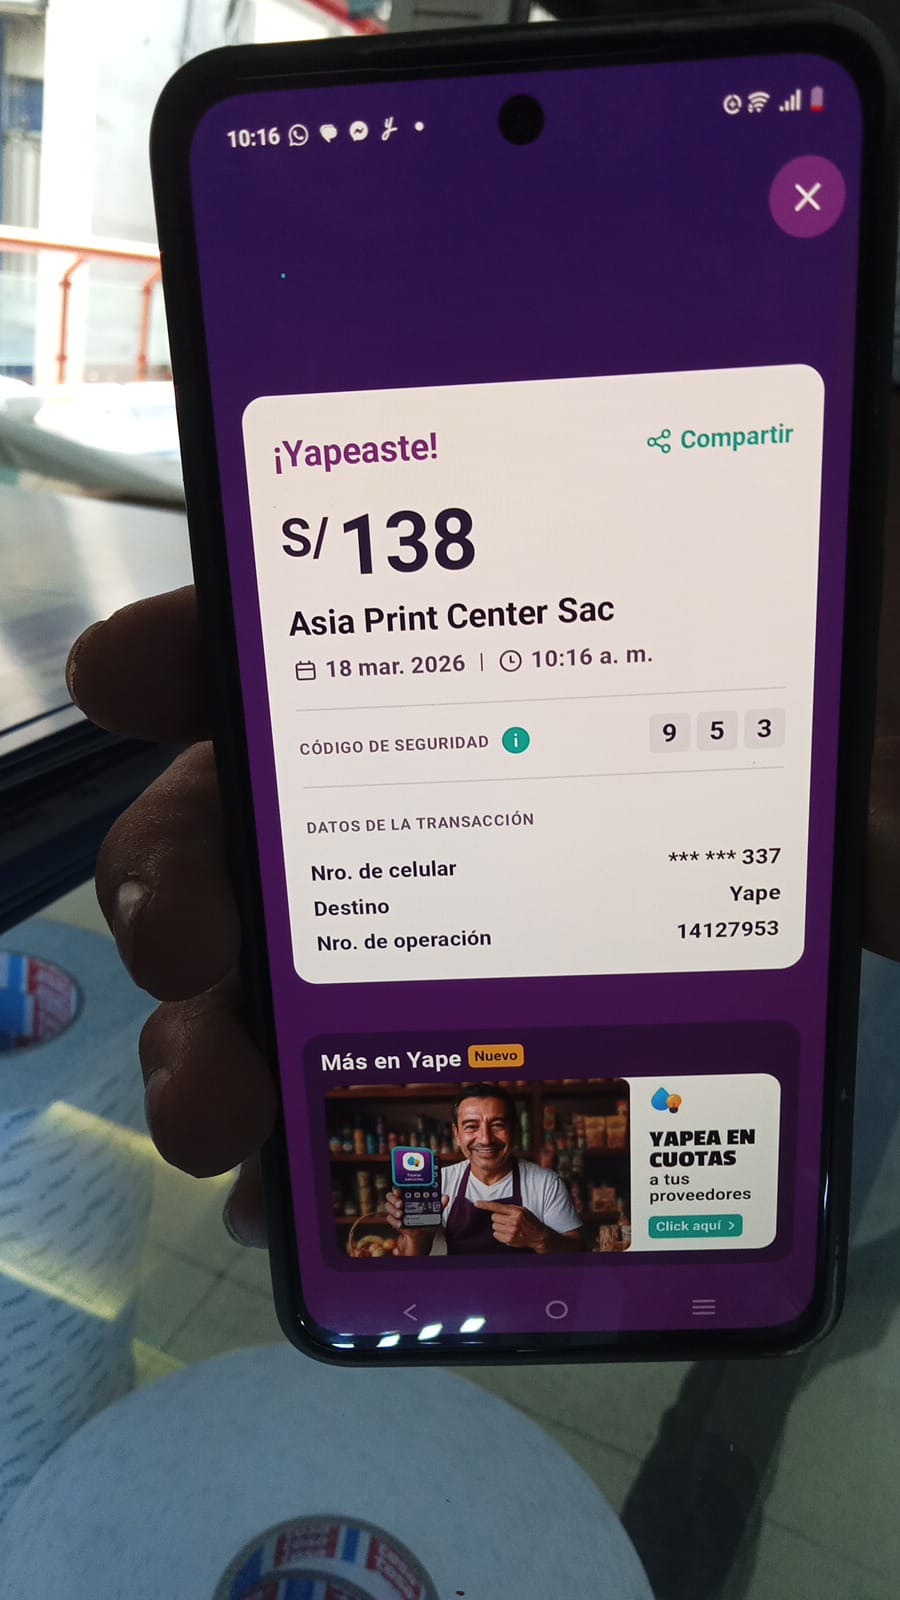 10:16
¡Yapeaste!
Compartir
S/ 138
Asia Print Center Sac
18 mar. 2026 | 10:16 a. m.
CÓDIGO DE SEGURIDAD i 9 5 3
DATOS DE LA TRANSACCIÓN
Nro. de celular *** *** 337
Destino Yape
Nro. de operación 14127953
Más en Yape Nuevo
YAPEA EN
CUOTAS
a tus
proveedores
Click aquí >